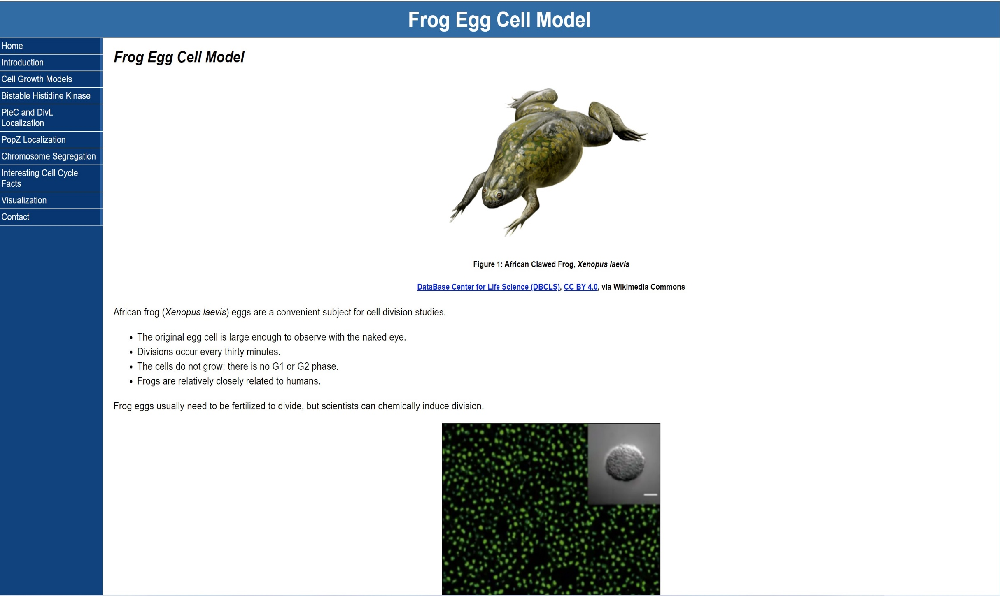 Frog Egg Cell Model
Home
Introduction
Cell Growth Models
Bistable Histidine Kinase
PleC and DivL
Localization
PopZ Localization
Chromosome Segregation
Interesting Cell Cycle
Facts
Visualization
Contact
Frog Egg Cell Model
Figure 1: African Clawed Frog, Xenopus laevis
DataBase Center for Life Science (DBCLS), CC BY 4.0, via Wikimedia Commons
African frog (Xenopus laevis) eggs are a convenient subject for cell division studies.
• The original egg cell is large enough to observe with the naked eye.
• Divisions occur every thirty minutes.
• The cells do not grow; there is no G1 or G2 phase.
• Frogs are relatively closely related to humans.
Frog eggs usually need to be fertilized to divide, but scientists can chemically induce division.